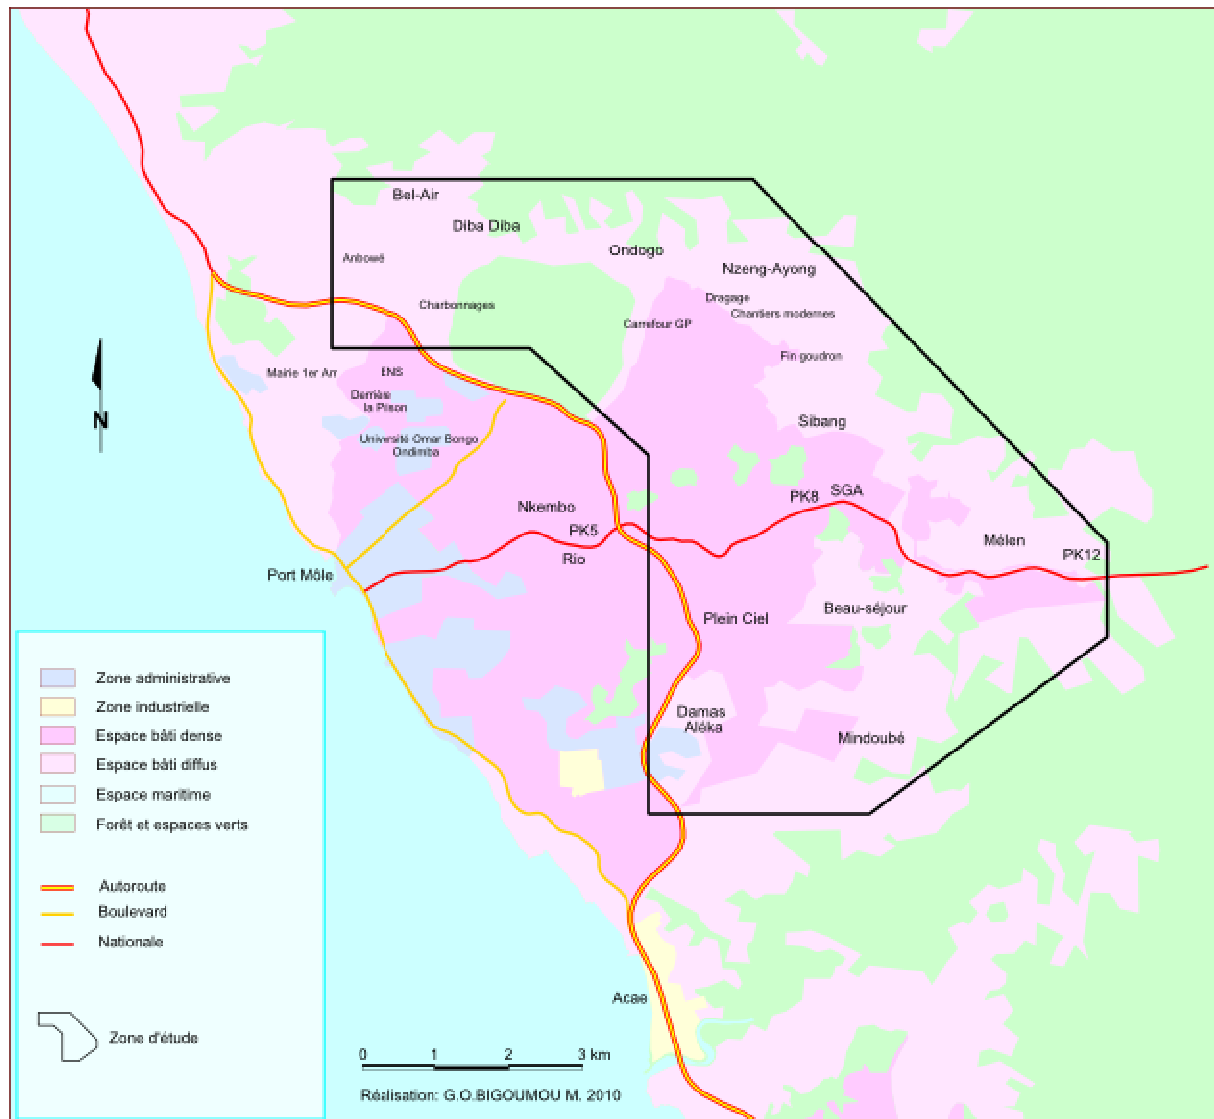 Bel-Air
Diba Diba
Ondogo
Anbowé
Nzeng-Ayong
Dragage
Charbonnages
Chantiers modernes
Carrefour GP
Fin goudron
Mairie 1er Arr
ENS
Derrière
la Pison
Sibang
Université Omar Bongo
Ondimba
PK8
SGA
Nkembo
PK5
Rio
Mélen
PK12
Port Môle
Beau-séjour
Plein Ciel
Damas
Aléka
Mindoubé
Acae
N
Zone administrative
Zone industrielle
Espace bâti dense
Espace bâti diffus
Espace maritime
Forêt et espaces verts
Autoroute
Boulevard
Nationale
Zone d'étude
0 1 2 3 km
Réalisation: G.O.BIGOUMOU M. 2010